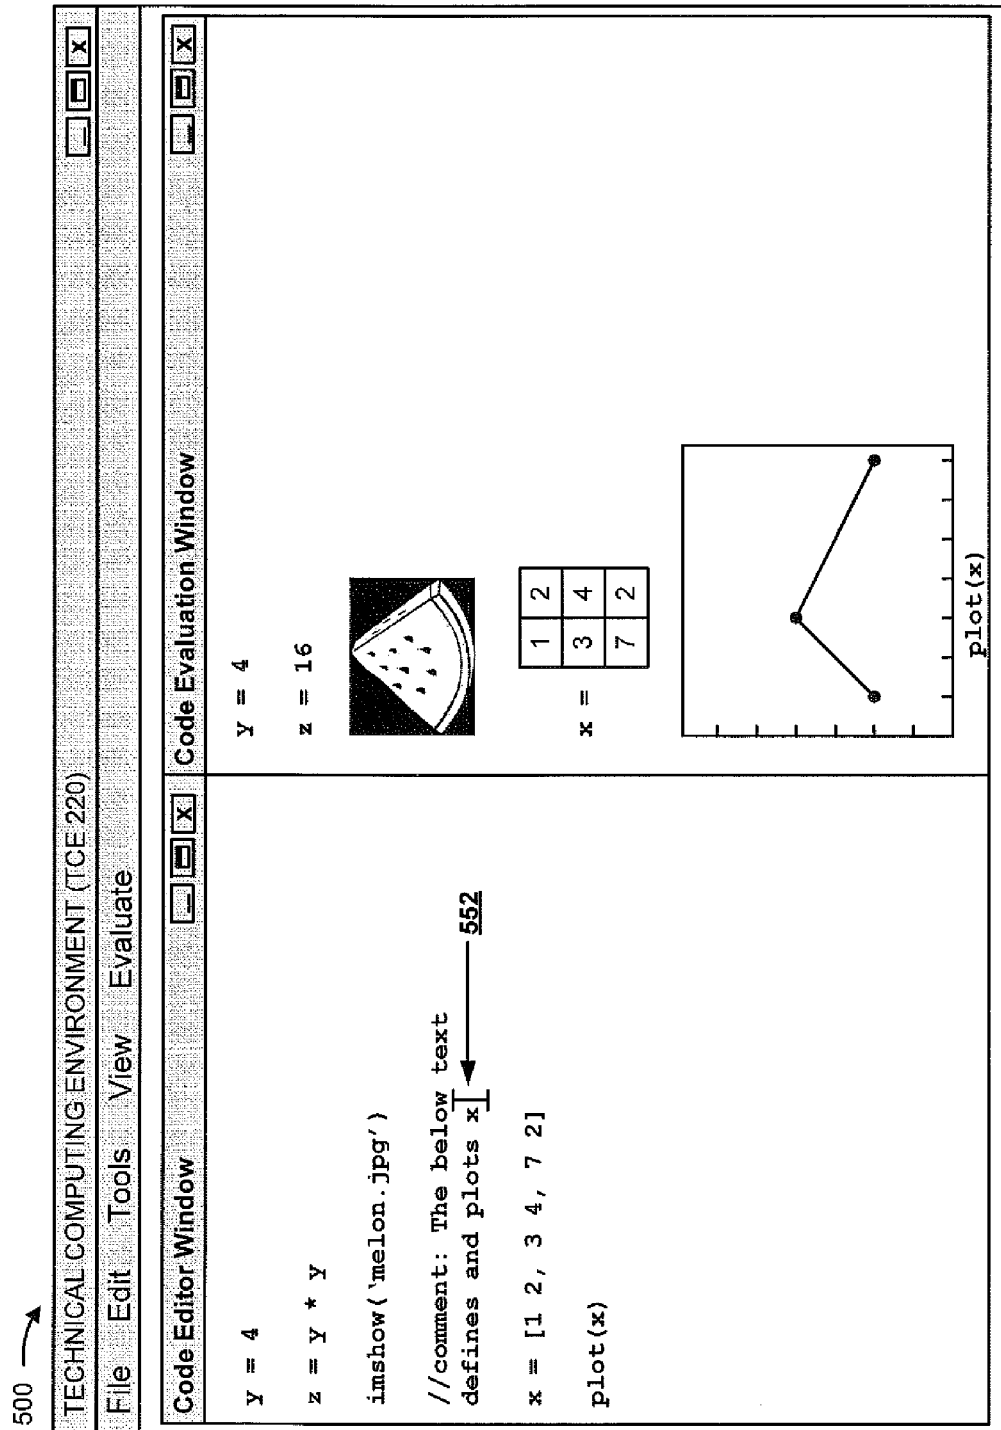 500
TECHNICAL COMPUTING ENVIRONMENT (TCE 220)
_ x
File Edit Tools View Evaluate
Code Editor Window
_ x
y = 4
z = y * y
imshow('melon.jpg')
//comment: The below text
defines and plots x
552
x = [1 2, 3 4, 7 2]
plot(x)
Code Evaluation Window
_ x
y = 4
z = 16
x =
1 2
3 4
7 2
plot(x)